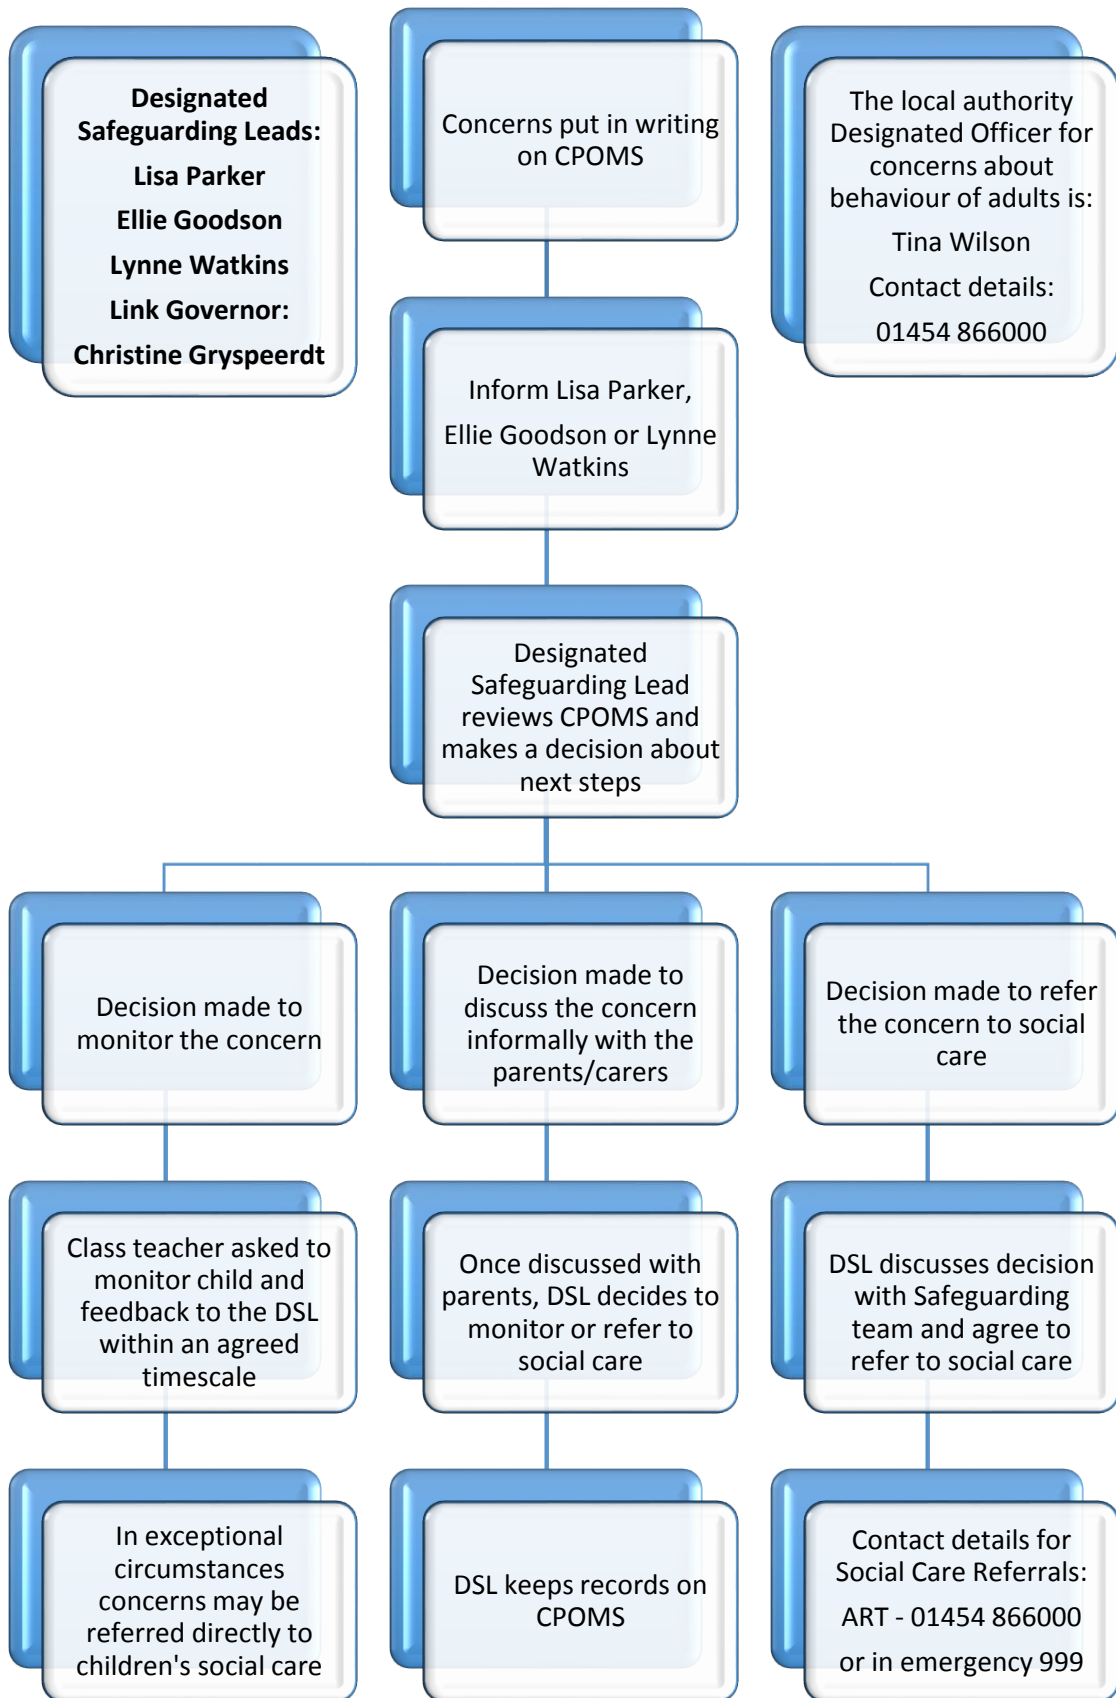 Designated
Safeguarding Leads:
Lisa Parker
Ellie Goodson
Lynne Watkins
Link Governor:
Christine Gryspeerdt
Concerns put in writing
on CPOMS
The local authority
Designated Officer for
concerns about
behaviour of adults is:
Tina Wilson
Contact details:
01454 866000
Inform Lisa Parker,
Ellie Goodson or Lynne
Watkins
Designated
Safeguarding Lead
reviews CPOMS and
makes a decision about
next steps
Decision made to
monitor the concern
Decision made to
discuss the concern
informally with the
parents/carers
Decision made to refer
the concern to social
care
Class teacher asked to
monitor child and
feedback to the DSL
within an agreed
timescale
Once discussed with
parents, DSL decides to
monitor or refer to
social care
DSL discusses decision
with Safeguarding
team and agree to
refer to social care
In exceptional
circumstances
concerns may be
referred directly to
children's social care
DSL keeps records on
CPOMS
Contact details for
Social Care Referrals:
ART - 01454 866000
or in emergency 999